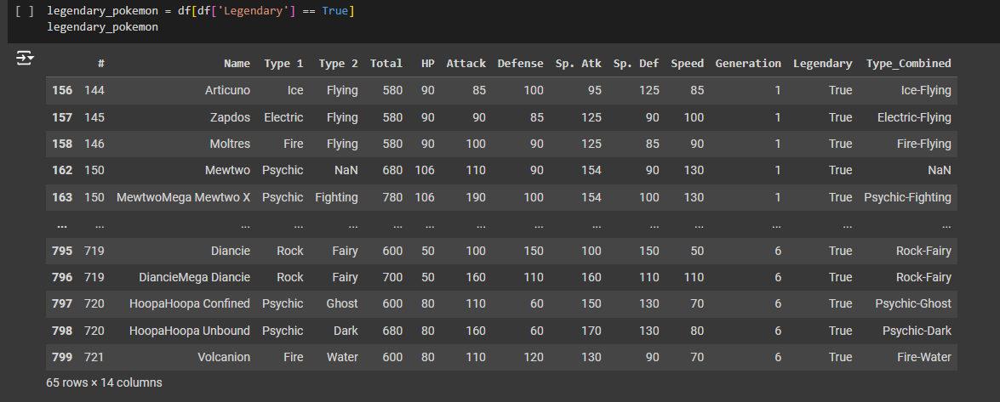 [ ] legendary_pokemon = df[df['Legendary'] == True]
legendary_pokemon
# Name Type 1 Type 2 Total HP Attack Defense Sp. Atk Sp. Def Speed Generation Legendary Type_Combined
156 144 Articuno Ice Flying 580 90 85 100 95 125 85 1 True Ice-Flying
157 145 Zapdos Electric Flying 580 90 90 85 125 90 100 1 True Electric-Flying
158 146 Moltres Fire Flying 580 90 100 90 125 85 90 1 True Fire-Flying
162 150 Mewtwo Psychic NaN 680 106 110 90 154 90 130 1 True NaN
163 150 MewtwoMega Mewtwo X Psychic Fighting 780 106 190 100 154 100 130 1 True Psychic-Fighting
... ... ... ... ... ... ... ... ... ... ... ... ... ... ...
795 719 Diancie Rock Fairy 600 50 100 150 100 150 50 6 True Rock-Fairy
796 719 DiancieMega Diancie Rock Fairy 700 50 160 110 160 110 110 6 True Rock-Fairy
797 720 HoopaHoopa Confined Psychic Ghost 600 80 110 60 150 130 70 6 True Psychic-Ghost
798 720 HoopaHoopa Unbound Psychic Dark 680 80 160 60 170 130 80 6 True Psychic-Dark
799 721 Volcanion Fire Water 600 80 110 120 130 90 70 6 True Fire-Water
65 rows × 14 columns